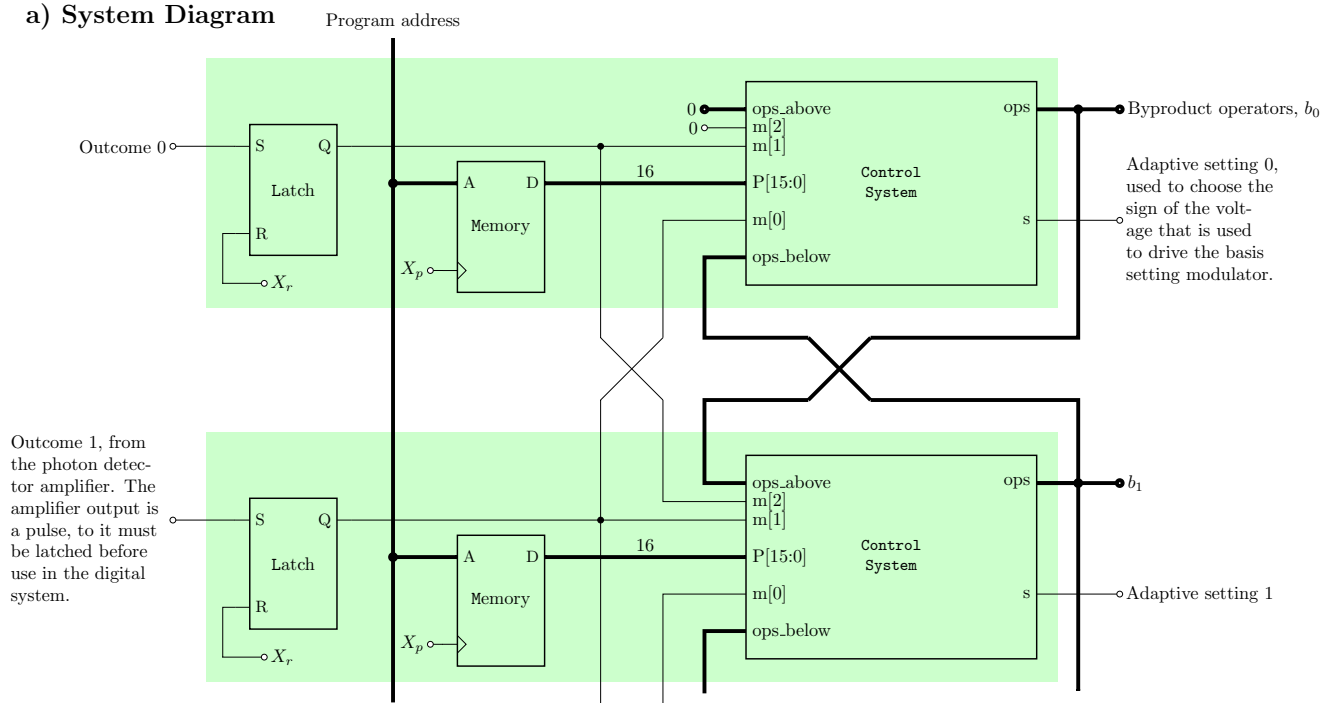 a) System Diagram
Program address
0
ops_above
ops
Byproduct operators, b₀
0
m[2]
Outcome 0
S
Q
m[1]
Latch
16
A
D
P[15:0]
Control
System
Memory
m[0]
s
R
X_p
ops_below
X_r
Adaptive setting 0,
used to choose the
sign of the volt-
age that is used
to drive the basis
setting modulator.
Outcome 1, from
the photon detec-
tor amplifier. The
amplifier output is
a pulse, to it must
be latched before
use in the digital
system.
ops_above
ops
b₁
m[2]
S
Q
m[1]
Latch
16
A
D
P[15:0]
Control
System
Memory
m[0]
s
Adaptive setting 1
R
X_p
ops_below
X_r